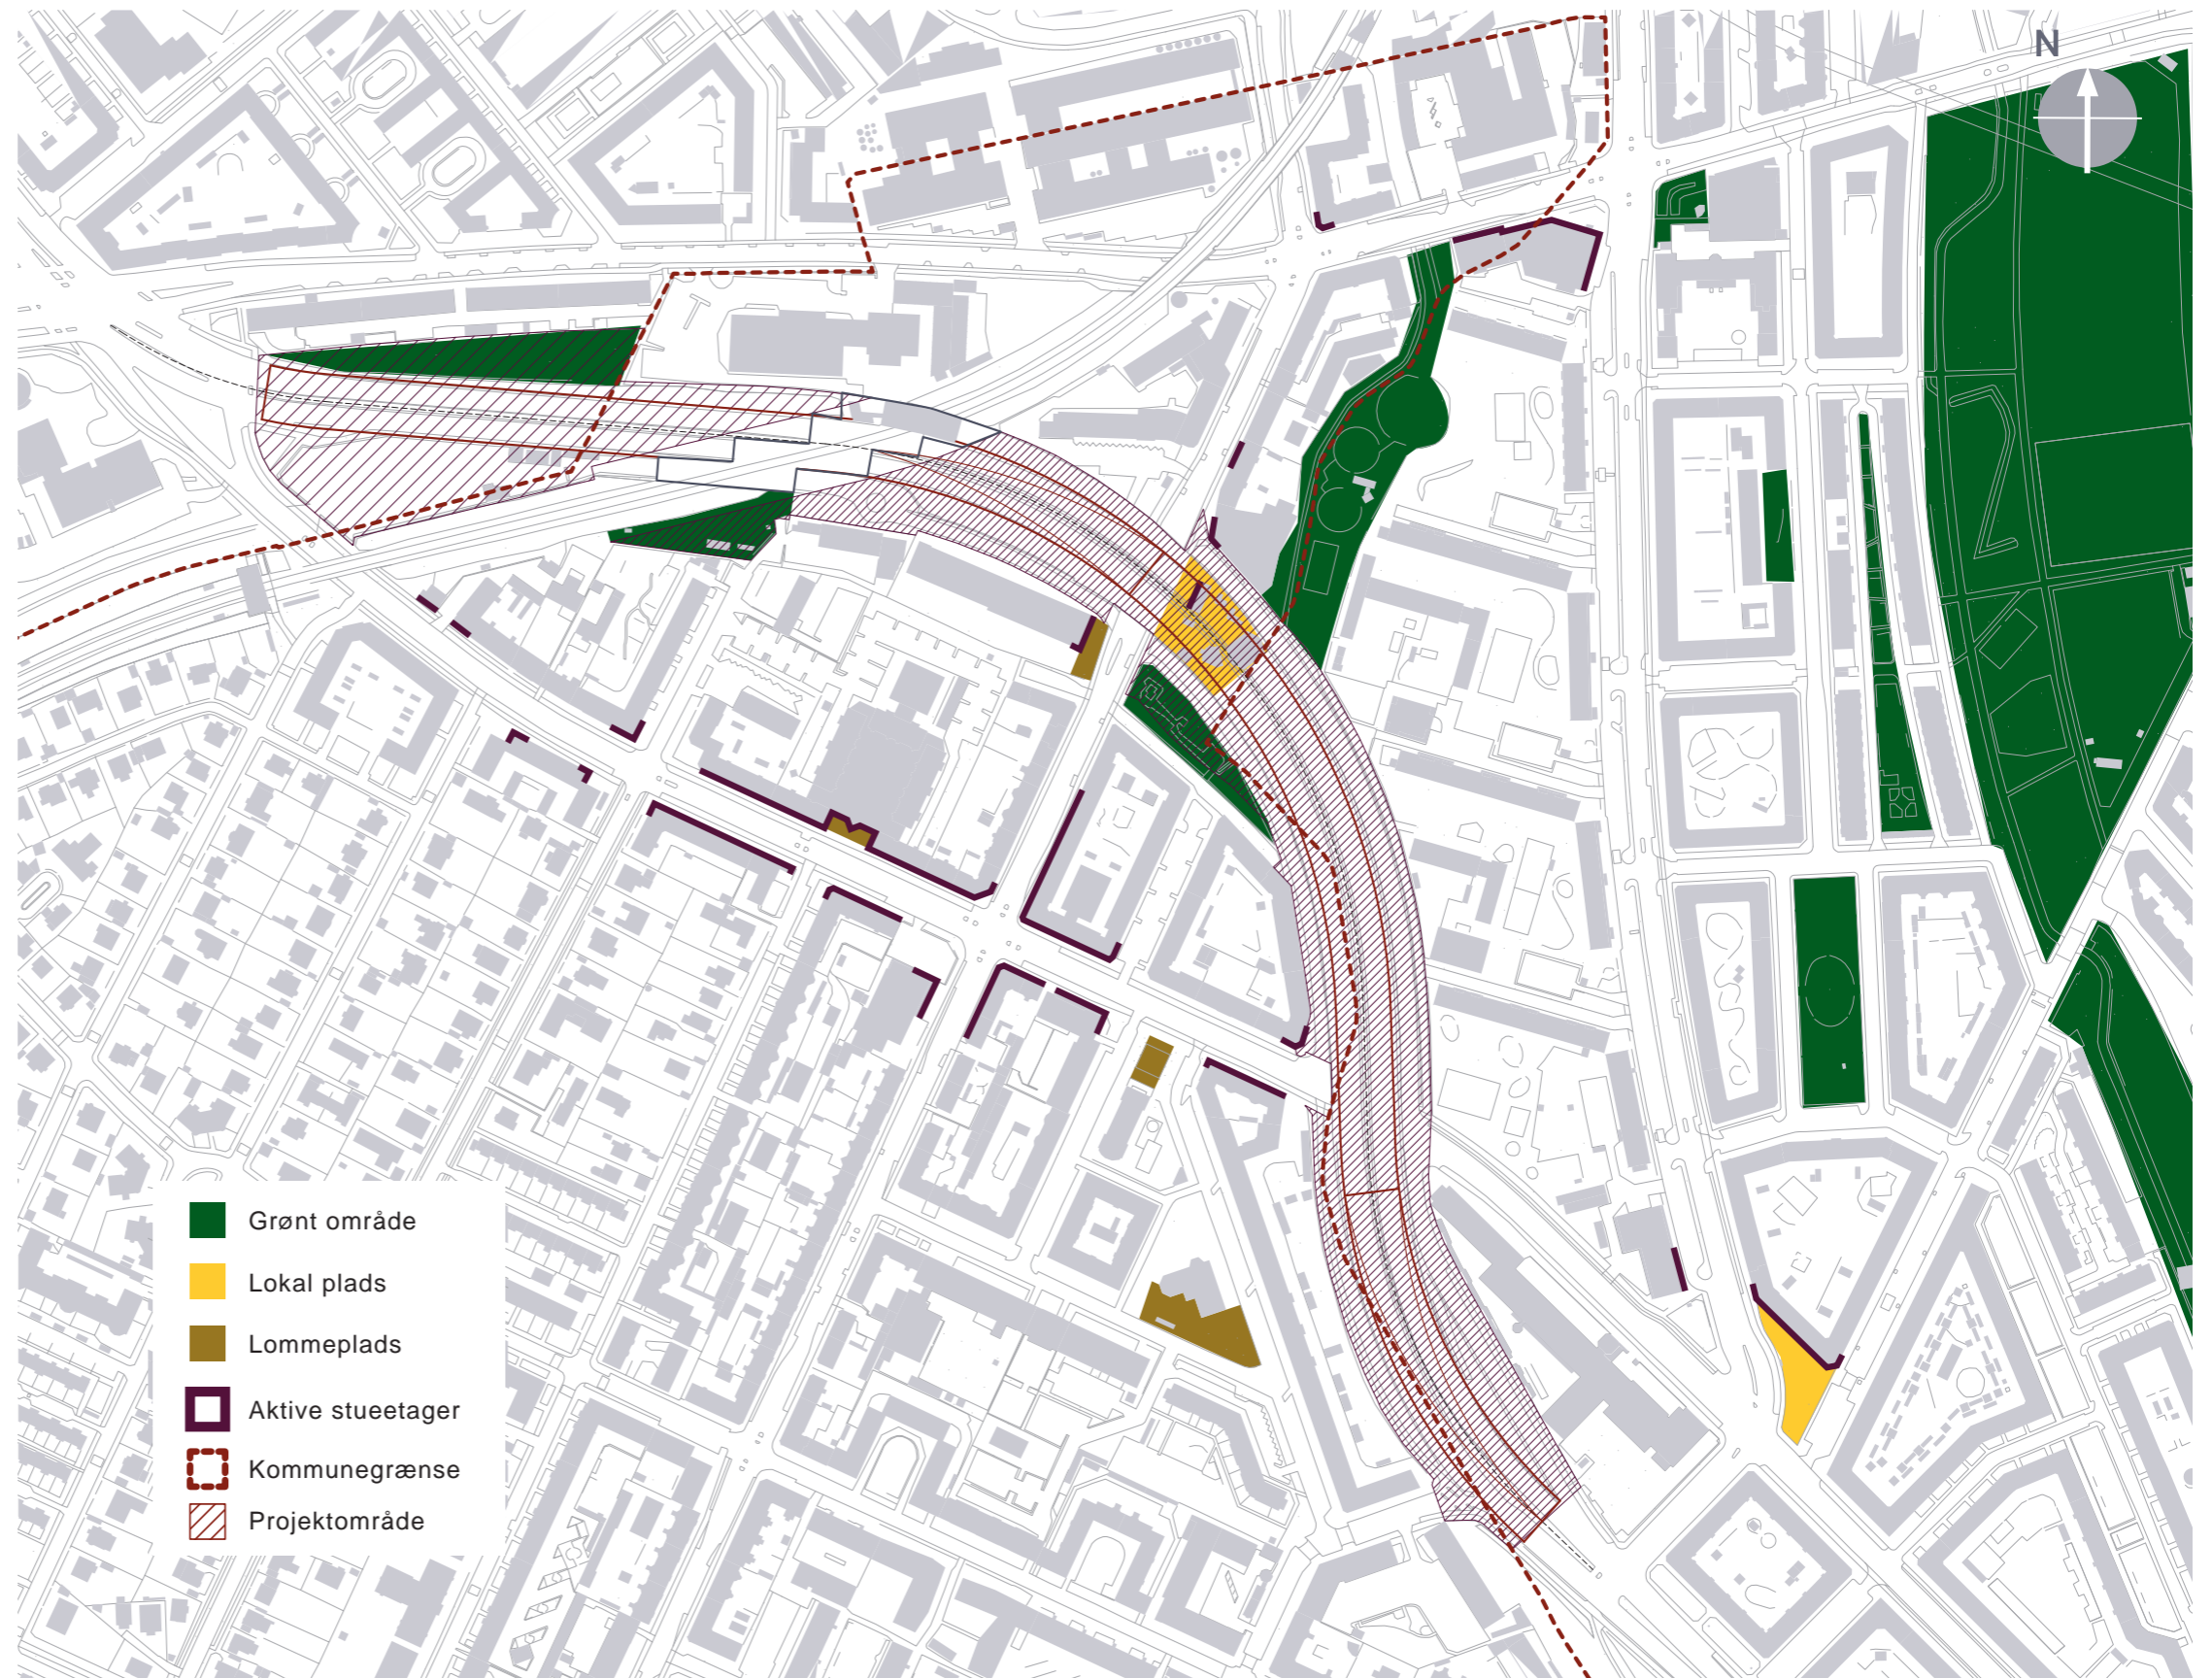 N
Grønt område
Lokal plads
Lommeplads
Aktive stueetager
Kommunegrænse
Projektområde